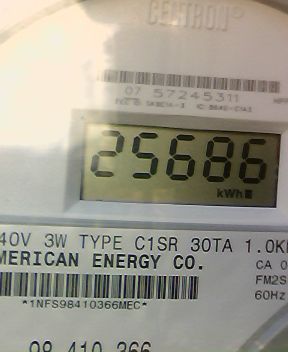 CENTRON®
07 57245311
25686
kWh
40V 3W TYPE C1SR 30TA 1.0K
MERICAN ENERGY CO.
CA 0
FM2S
*1NFS98410366MEC*
60Hz
98 410 366